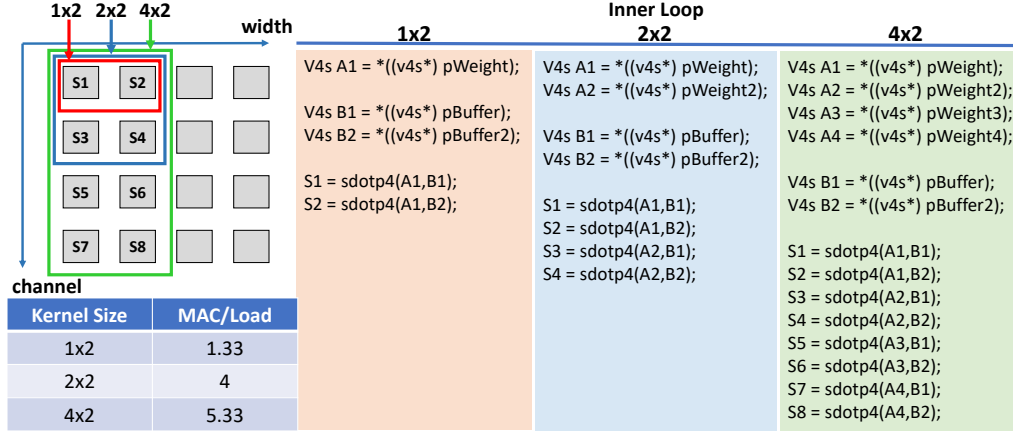 1x2 2x2 4x2
width
S1 S2
S3 S4
S5 S6
S7 S8
channel
Kernel Size MAC/Load
1x2 1.33
2x2 4
4x2 5.33
Inner Loop
1x2
V4s A1 = *((v4s*) pWeight);
V4s B1 = *((v4s*) pBuffer);
V4s B2 = *((v4s*) pBuffer2);
S1 = sdotp4(A1,B1);
S2 = sdotp4(A1,B2);
2x2
V4s A1 = *((v4s*) pWeight);
V4s A2 = *((v4s*) pWeight2);
V4s B1 = *((v4s*) pBuffer);
V4s B2 = *((v4s*) pBuffer2);
S1 = sdotp4(A1,B1);
S2 = sdotp4(A1,B2);
S3 = sdotp4(A2,B1);
S4 = sdotp4(A2,B2);
4x2
V4s A1 = *((v4s*) pWeight);
V4s A2 = *((v4s*) pWeight2);
V4s A3 = *((v4s*) pWeight3);
V4s A4 = *((v4s*) pWeight4);
V4s B1 = *((v4s*) pBuffer);
V4s B2 = *((v4s*) pBuffer2);
S1 = sdotp4(A1,B1);
S2 = sdotp4(A1,B2);
S3 = sdotp4(A2,B1);
S4 = sdotp4(A2,B2);
S5 = sdotp4(A3,B1);
S6 = sdotp4(A3,B2);
S7 = sdotp4(A4,B1);
S8 = sdotp4(A4,B2);